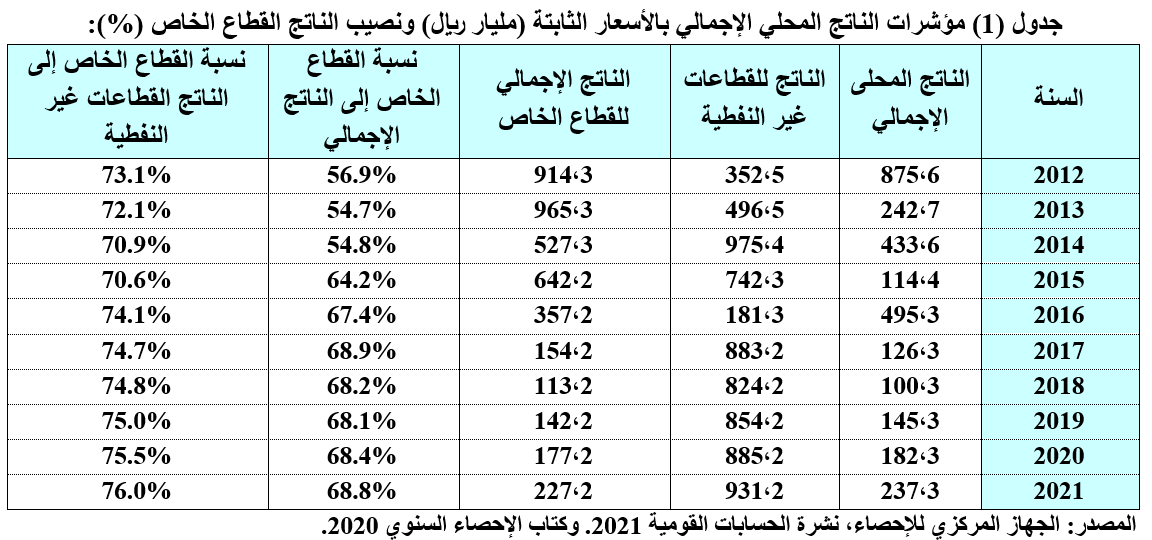 جدول (1) مؤشرات الناتج المحلي الإجمالي بالأسعار الثابتة (مليار ريال) ونصيب الناتج القطاع الخاص (%):
السنة
الناتج المحلى
الإجمالي
الناتج للقطاعات
غير النفطية
الناتج الإجمالي
للقطاع الخاص
نسبة القطاع
الخاص إلى الناتج
الإجمالي
نسبة القطاع الخاص إلى
الناتج القطاعات غير
النفطية
2012 875،6 352،5 914،3 56.9% 73.1%
2013 242،7 496،5 965،3 54.7% 72.1%
2014 433،6 975،4 527،3 54.8% 70.9%
2015 114،4 742،3 642،2 64.2% 70.6%
2016 495،3 181،3 357،2 67.4% 74.1%
2017 126،3 883،2 154،2 68.9% 74.7%
2018 100،3 824،2 113،2 68.2% 74.8%
2019 145،3 854،2 142،2 68.1% 75.0%
2020 182،3 885،2 177،2 68.4% 75.5%
2021 237،3 931،2 227،2 68.8% 76.0%
المصدر: الجهاز المركزي للإحصاء، نشرة الحسابات القومية 2021. وكتاب الإحصاء السنوي 2020.